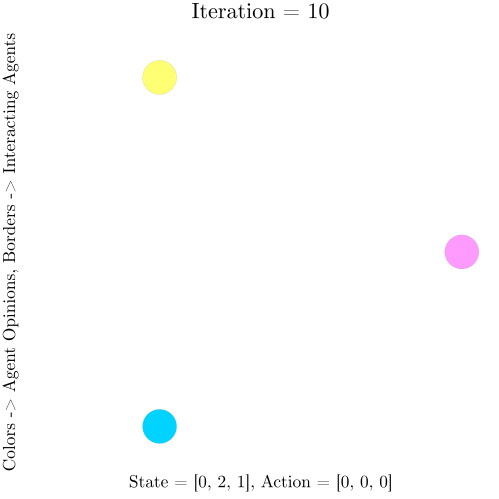 Iteration = 10
Colors -> Agent Opinions, Borders -> Interacting Agents
State = [0, 2, 1], Action = [0, 0, 0]